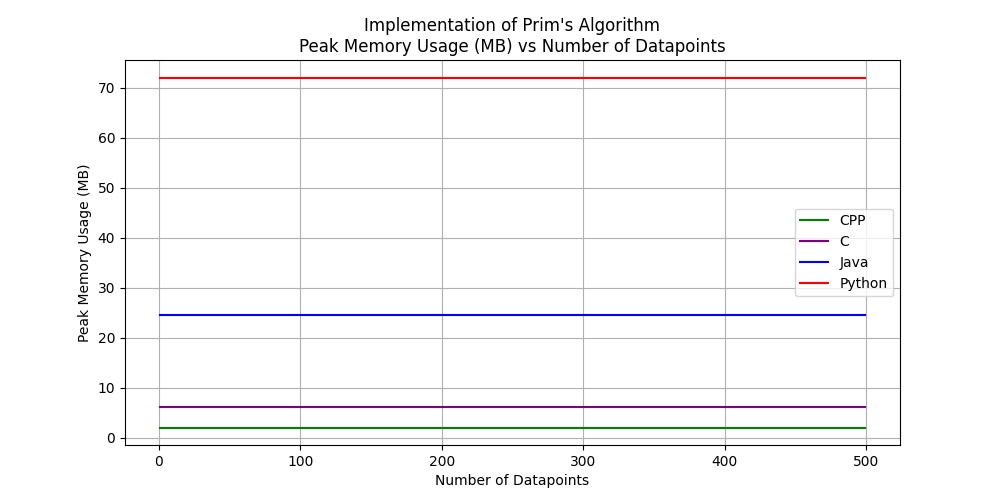 Implementation of Prim's Algorithm
Peak Memory Usage (MB) vs Number of Datapoints
Peak Memory Usage (MB)
70
60
50
40
30
20
10
0
CPP
C
Java
Python
0 100 200 300 400 500
Number of Datapoints